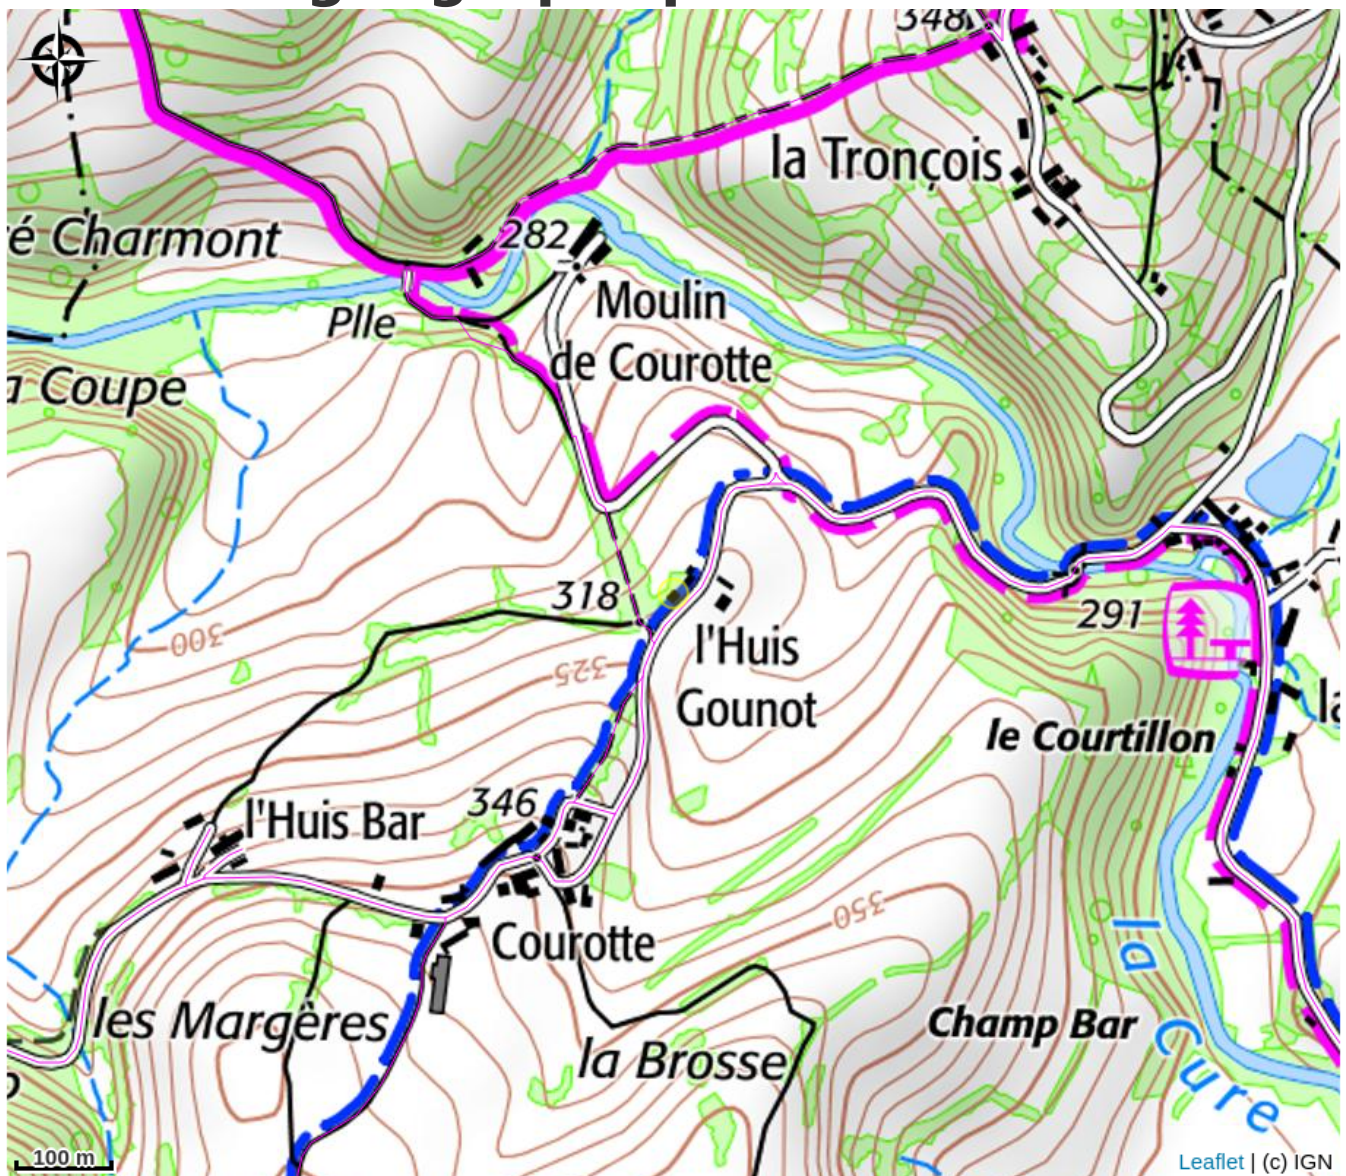 348
la Tronçois
282
é Charmont
Moulin
de Courotte
Plle
a Coupe
318
291
300
325
l'Huis
Gounot
le Courtillon
la
346
l'Huis Bar
350
Courotte
la Cure
les Margères
Champ Bar
la Brosse
100 m
Leaflet | (c) IGN